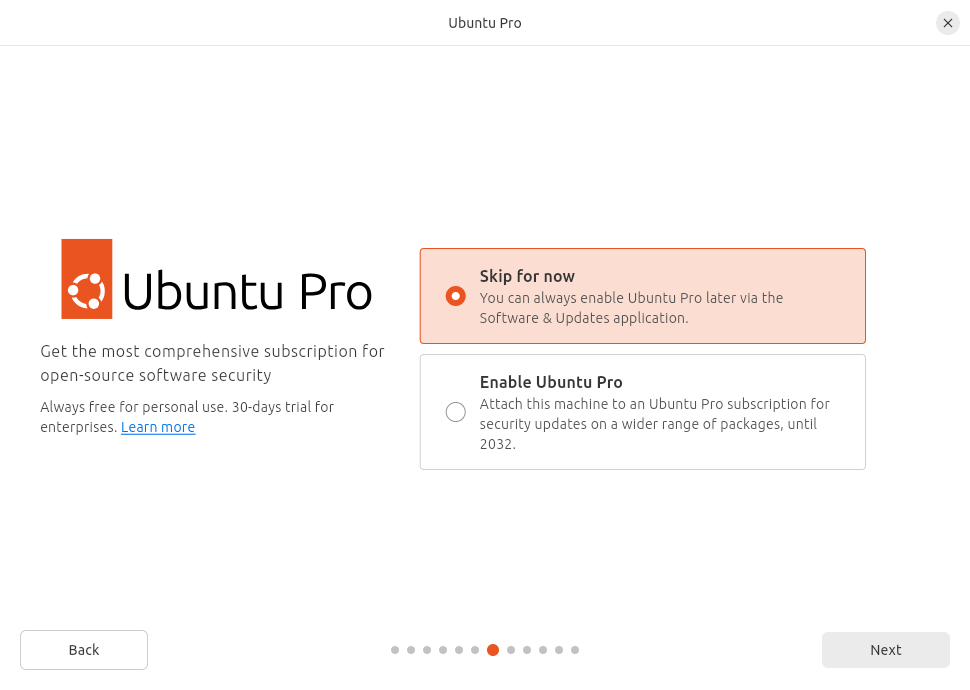 Ubuntu Pro
Ubuntu Pro
Get the most comprehensive subscription for
open-source software security
Always free for personal use. 30-days trial for
enterprises. Learn more
Skip for now
You can always enable Ubuntu Pro later via the
Software & Updates application.
Enable Ubuntu Pro
Attach this machine to an Ubuntu Pro subscription for
security updates on a wider range of packages, until
2032.
Back
Next